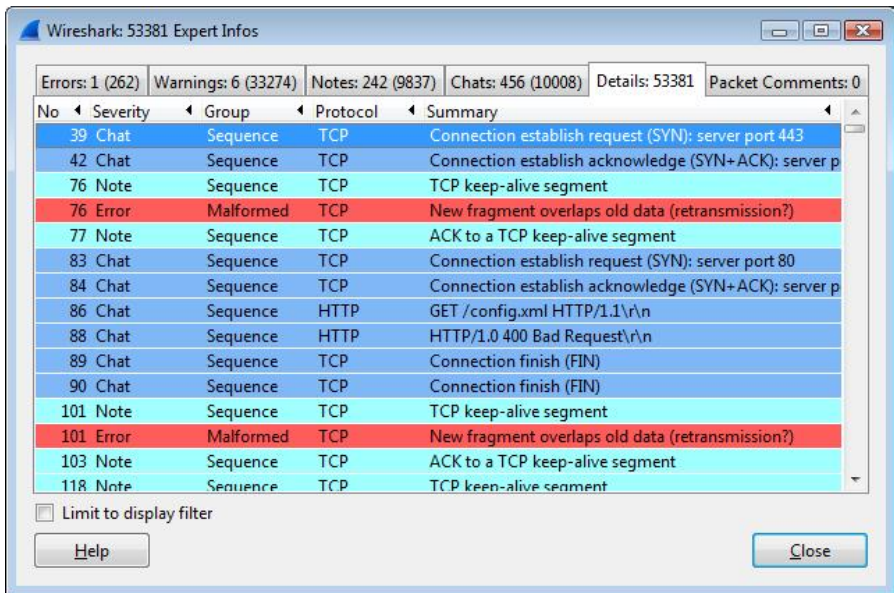 Wireshark: 53381 Expert Infos
Errors: 1 (262) Warnings: 6 (33274) Notes: 242 (9837) Chats: 456 (10008) Details: 53381 Packet Comments: 0
No Severity Group Protocol Summary
39 Chat Sequence TCP Connection establish request (SYN): server port 443
42 Chat Sequence TCP Connection establish acknowledge (SYN+ACK): server p
76 Note Sequence TCP TCP keep-alive segment
76 Error Malformed TCP New fragment overlaps old data (retransmission?)
77 Note Sequence TCP ACK to a TCP keep-alive segment
83 Chat Sequence TCP Connection establish request (SYN): server port 80
84 Chat Sequence TCP Connection establish acknowledge (SYN+ACK): server p
86 Chat Sequence HTTP GET /config.xml HTTP/1.1\r\n
88 Chat Sequence HTTP HTTP/1.0 400 Bad Request\r\n
89 Chat Sequence TCP Connection finish (FIN)
90 Chat Sequence TCP Connection finish (FIN)
101 Note Sequence TCP TCP keep-alive segment
101 Error Malformed TCP New fragment overlaps old data (retransmission?)
103 Note Sequence TCP ACK to a TCP keep-alive segment
118 Note Sequence TCP TCP keep-alive segment
Limit to display filter
Help Close